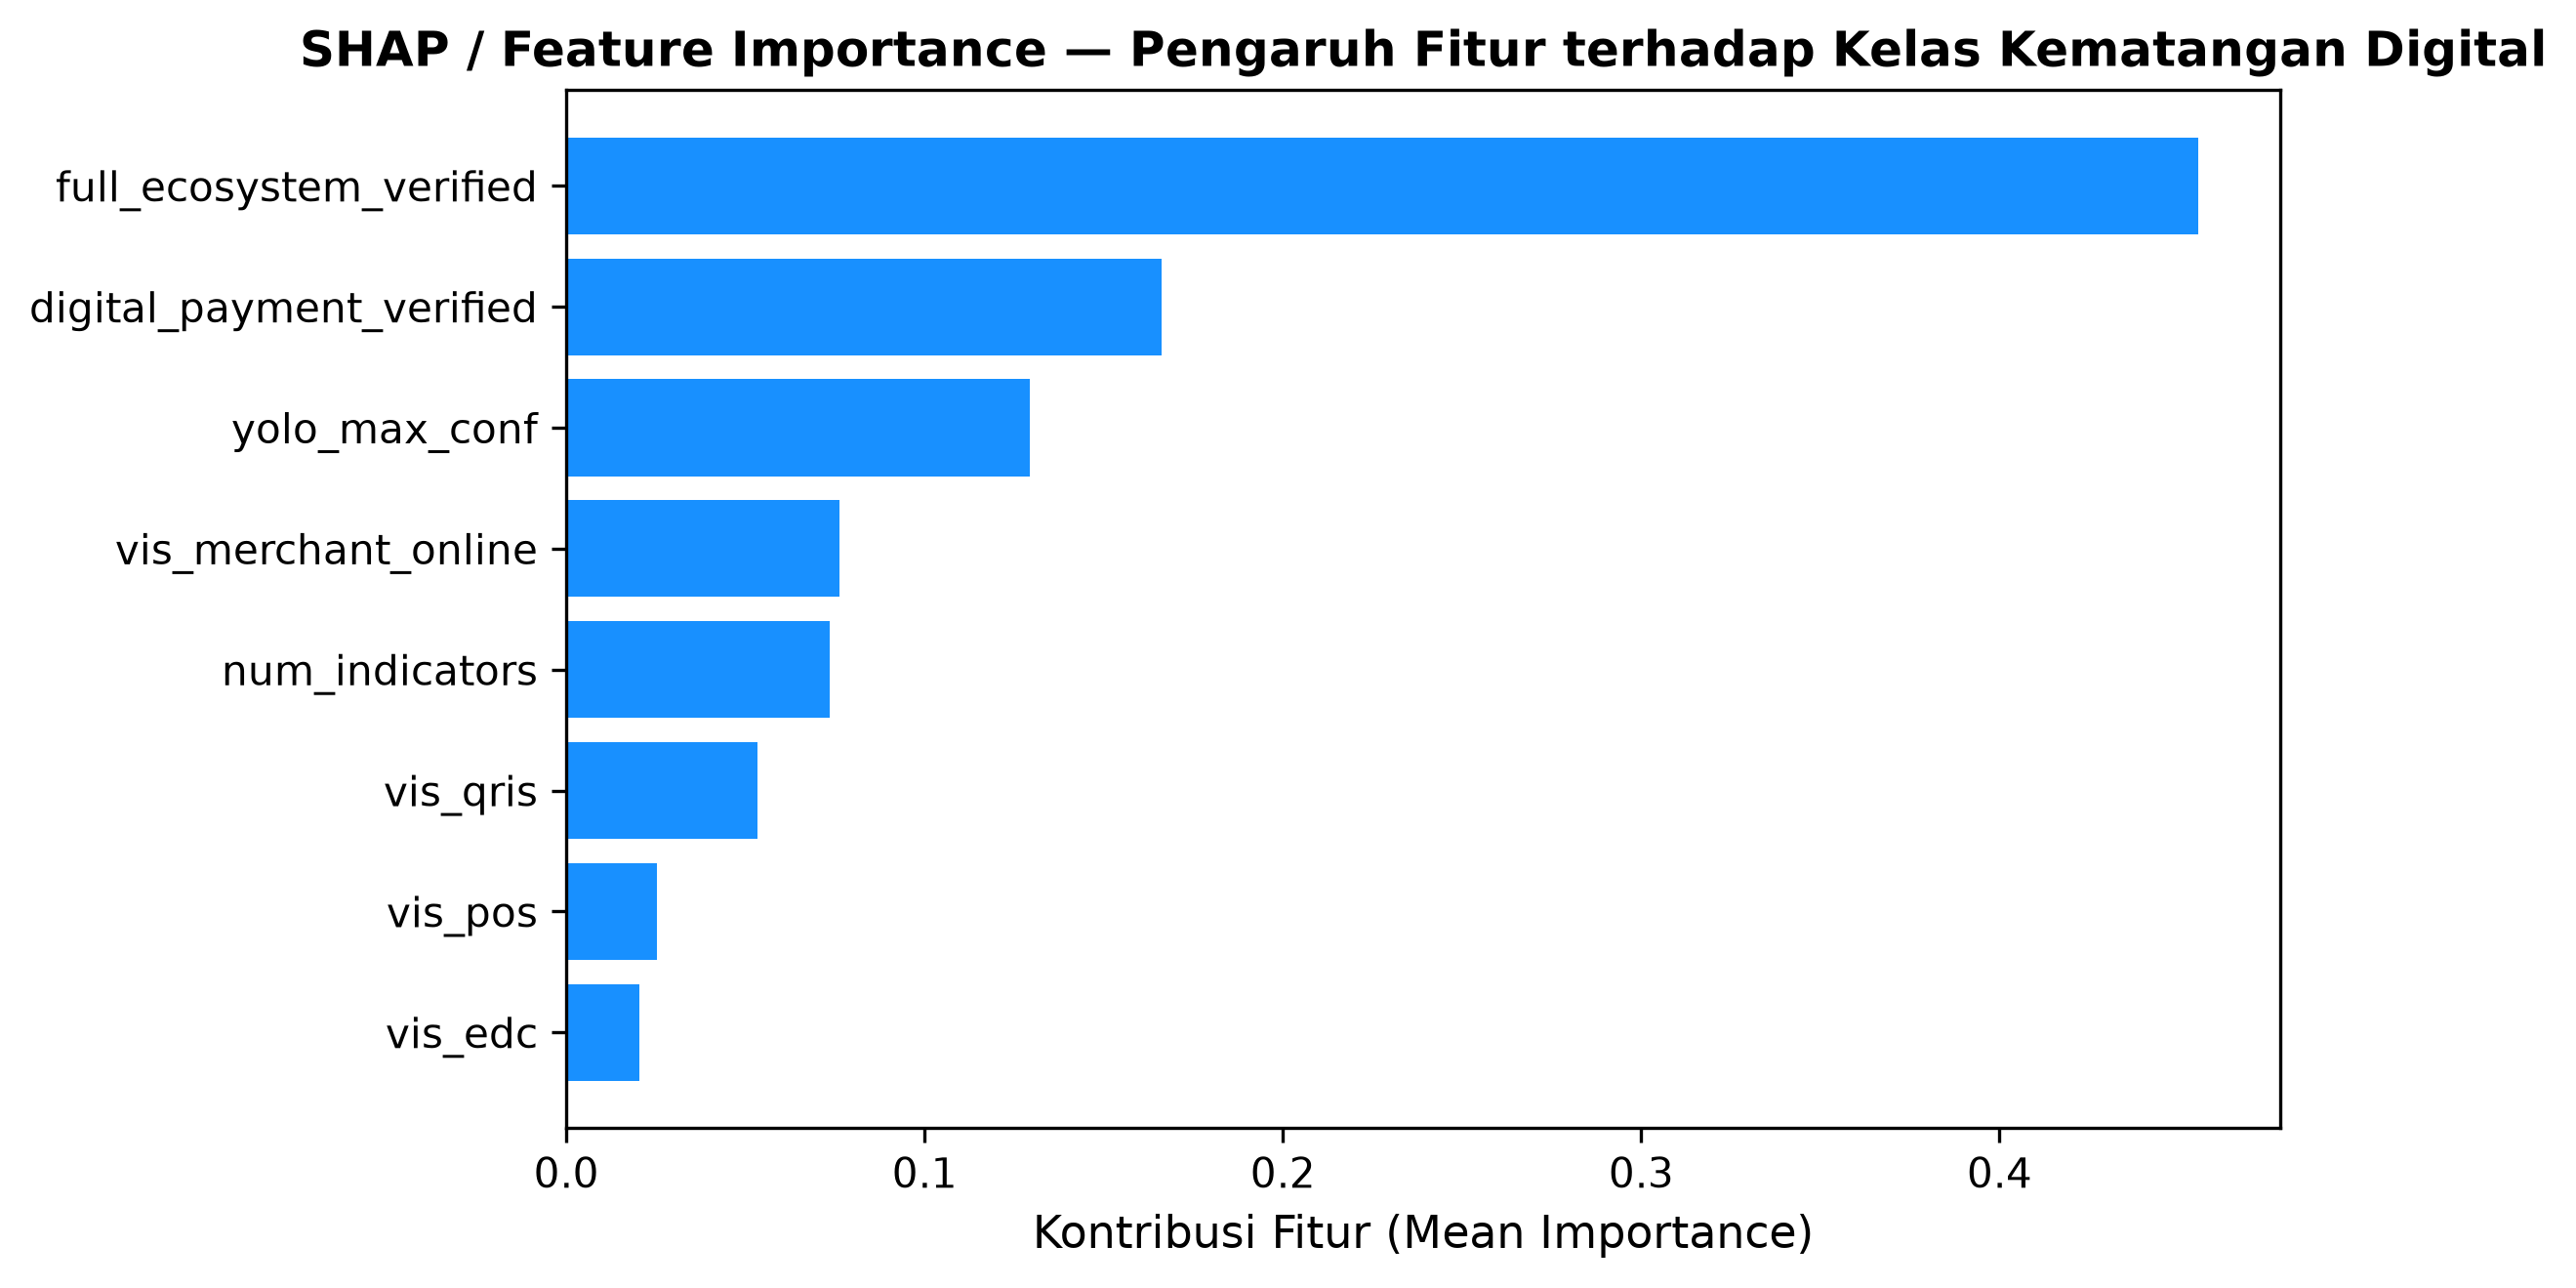 SHAP / Feature Importance — Pengaruh Fitur terhadap Kelas Kematangan Digital
full_ecosystem_verified
digital_payment_verified
yolo_max_conf
vis_merchant_online
num_indicators
vis_qris
vis_pos
vis_edc
0.0 0.1 0.2 0.3 0.4
Kontribusi Fitur (Mean Importance)